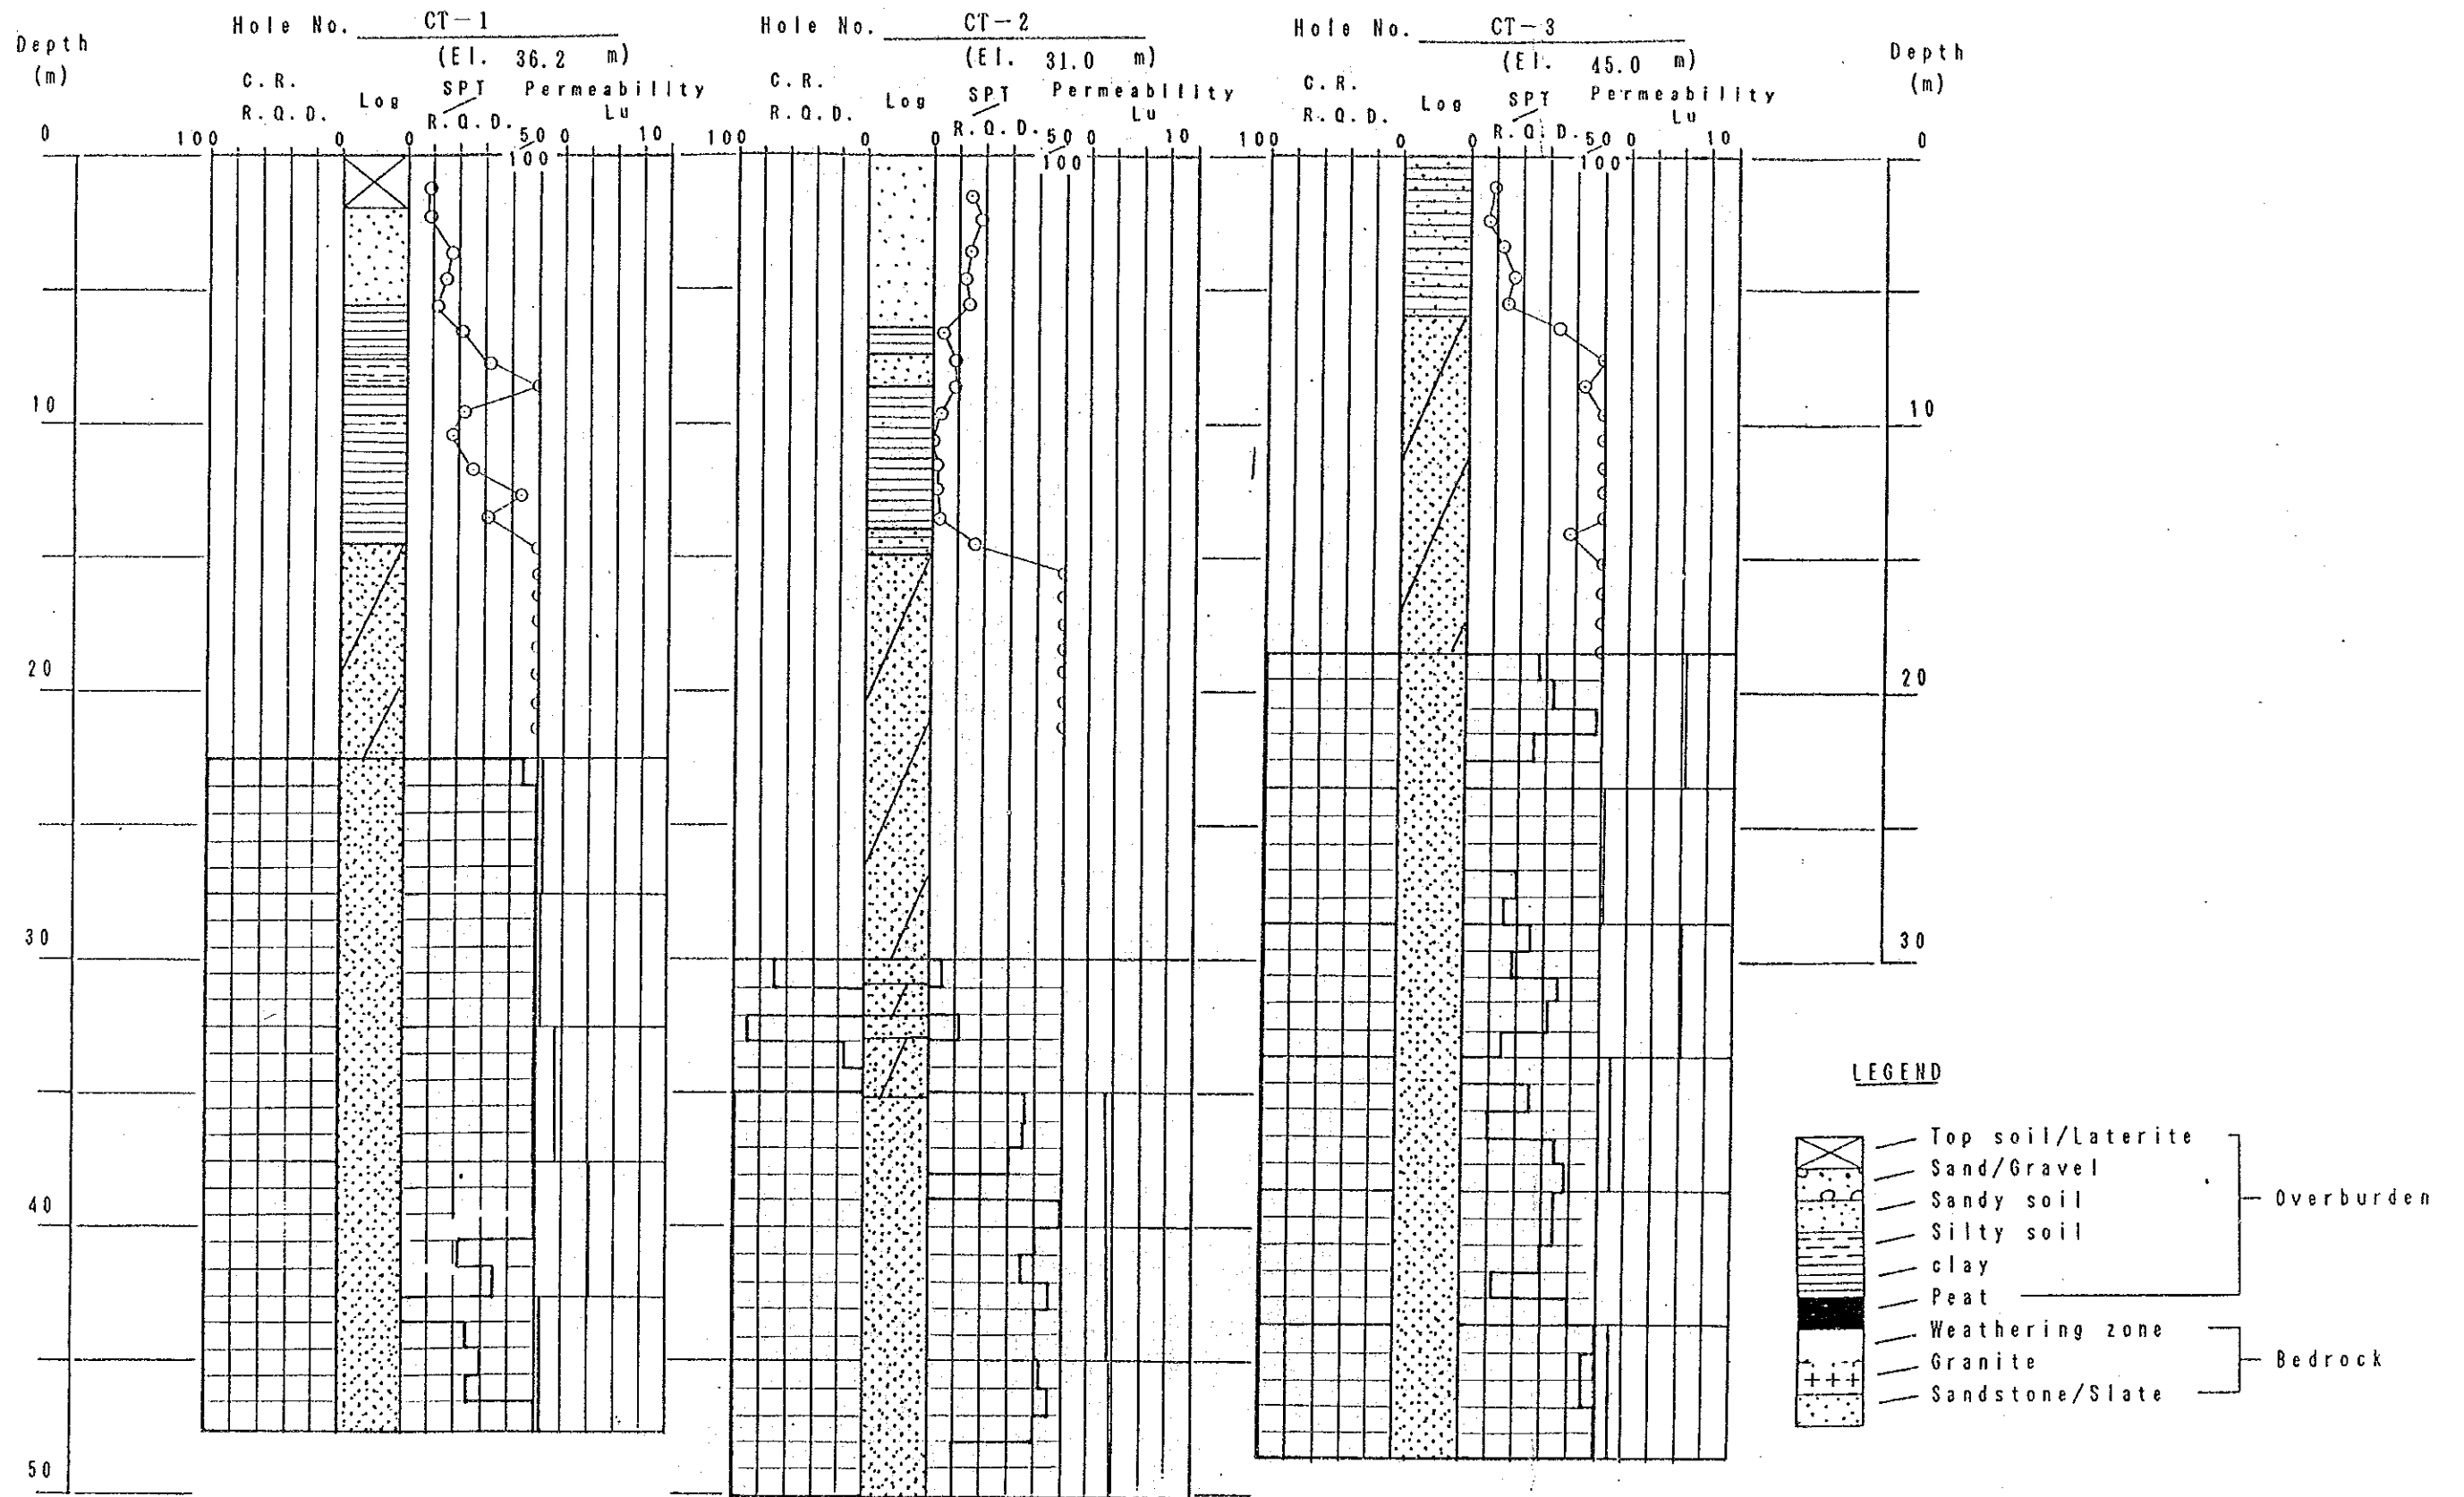 Hole No. CT-1
(El. 36.2 m)
Hole No. CT-2
(El. 31.0 m)
Hole No. CT-3
(El. 45.0 m)
Depth
(m)
C.R.
R.Q.D.
Log
SPT
R.Q.D.
Permeability
Lu
C.R.
R.Q.D.
Log
SPT
R.Q.D.
Permeability
Lu
C.R.
R.Q.D.
Log
SPT
R.Q.D.
Permeability
Lu
Depth
(m)
0
100 0 0 50 0 10
100
100 0 0 50 0 10
100
100 0 0 50 0 10
100
0
10
20
30
40
50
10
20
30
LEGEND
Top soil/Laterite
Sand/Gravel
Sandy soil
Silty soil
clay
Peat
Overburden
Weathering zone
Granite
Sandstone/Slate
Bedrock